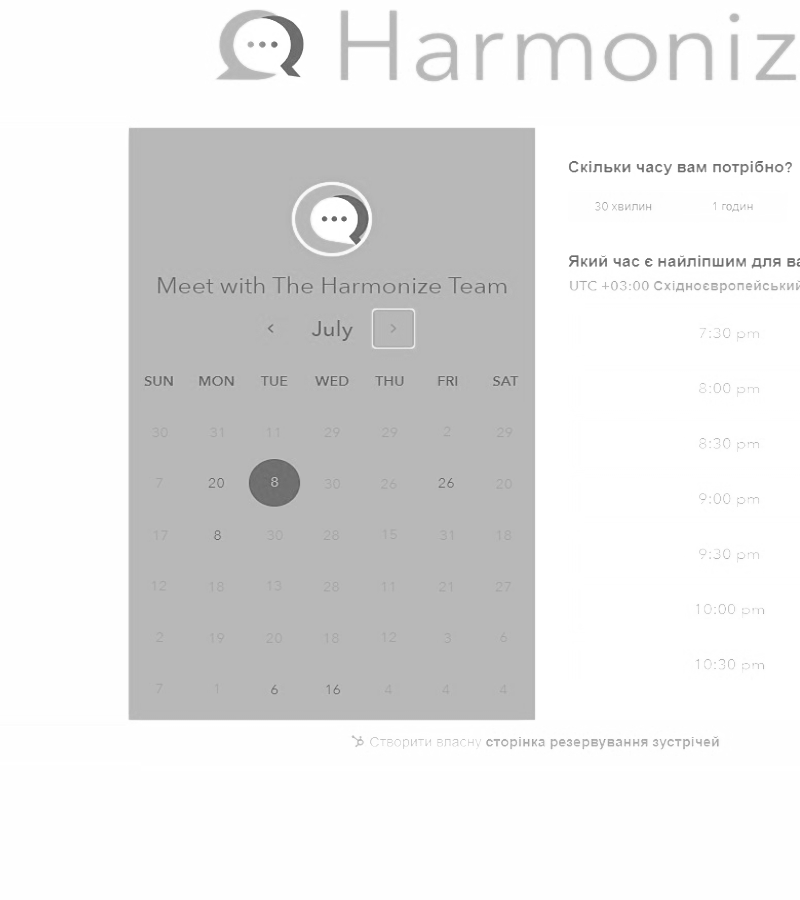 Harmoniz
Meet with The Harmonize Team
July
SUN MON TUE WED THU FRI SAT
30 31 11 29 29 2 29
7 20 8 30 26 26 20
17 8 30 28 15 31 18
12 18 13 28 11 21 27
2 19 20 18 12 3 6
7 1 6 16 4 4 4
Скільки часу вам потрібно?
30 хвилин 1 годин
Який час є найліпшим для ва
UTC +03:00 Східноєвропейський
7:30 pm
8:00 pm
8:30 pm
9:00 pm
9:30 pm
10:00 pm
10:30 pm
Створити власну сторінка резервування зустрічей